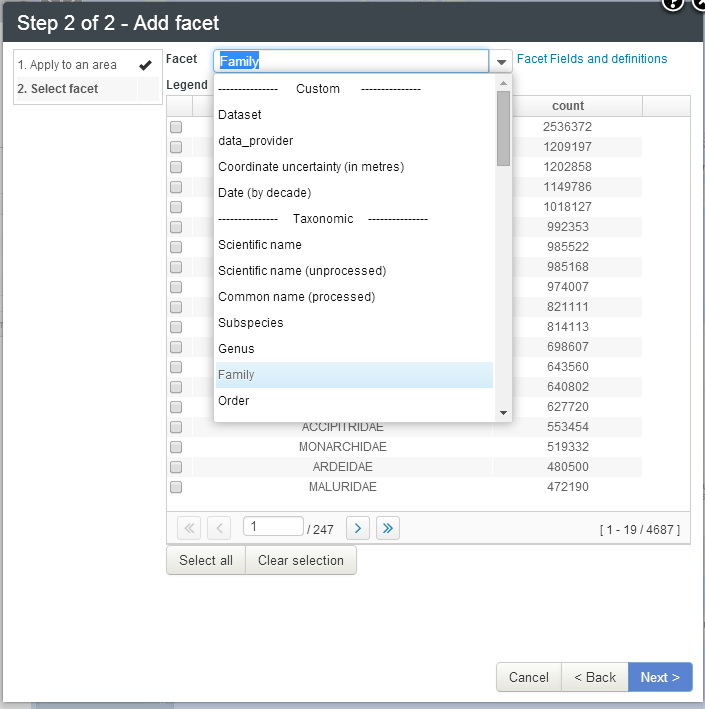 Step 2 of 2 - Add facet
?
1. Apply to an area
2. Select facet
Facet
Family
Facet Fields and definitions
Legend
--------------- Custom ---------------
Dataset
data_provider
Coordinate uncertainty (in metres)
Date (by decade)
--------------- Taxonomic ---------------
Scientific name
Scientific name (unprocessed)
Common name (processed)
Subspecies
Genus
Family
Order
count
2536372
1209197
1202858
1149786
1018127
992353
985522
985168
974007
821111
814113
698607
643560
640802
627720
ACCIPITRIDAE 553454
MONARCHIDAE 519332
ARDEIDAE 480500
MALURIDAE 472190
1 / 247
[ 1 - 19 / 4687 ]
Select all
Clear selection
Cancel
< Back
Next >